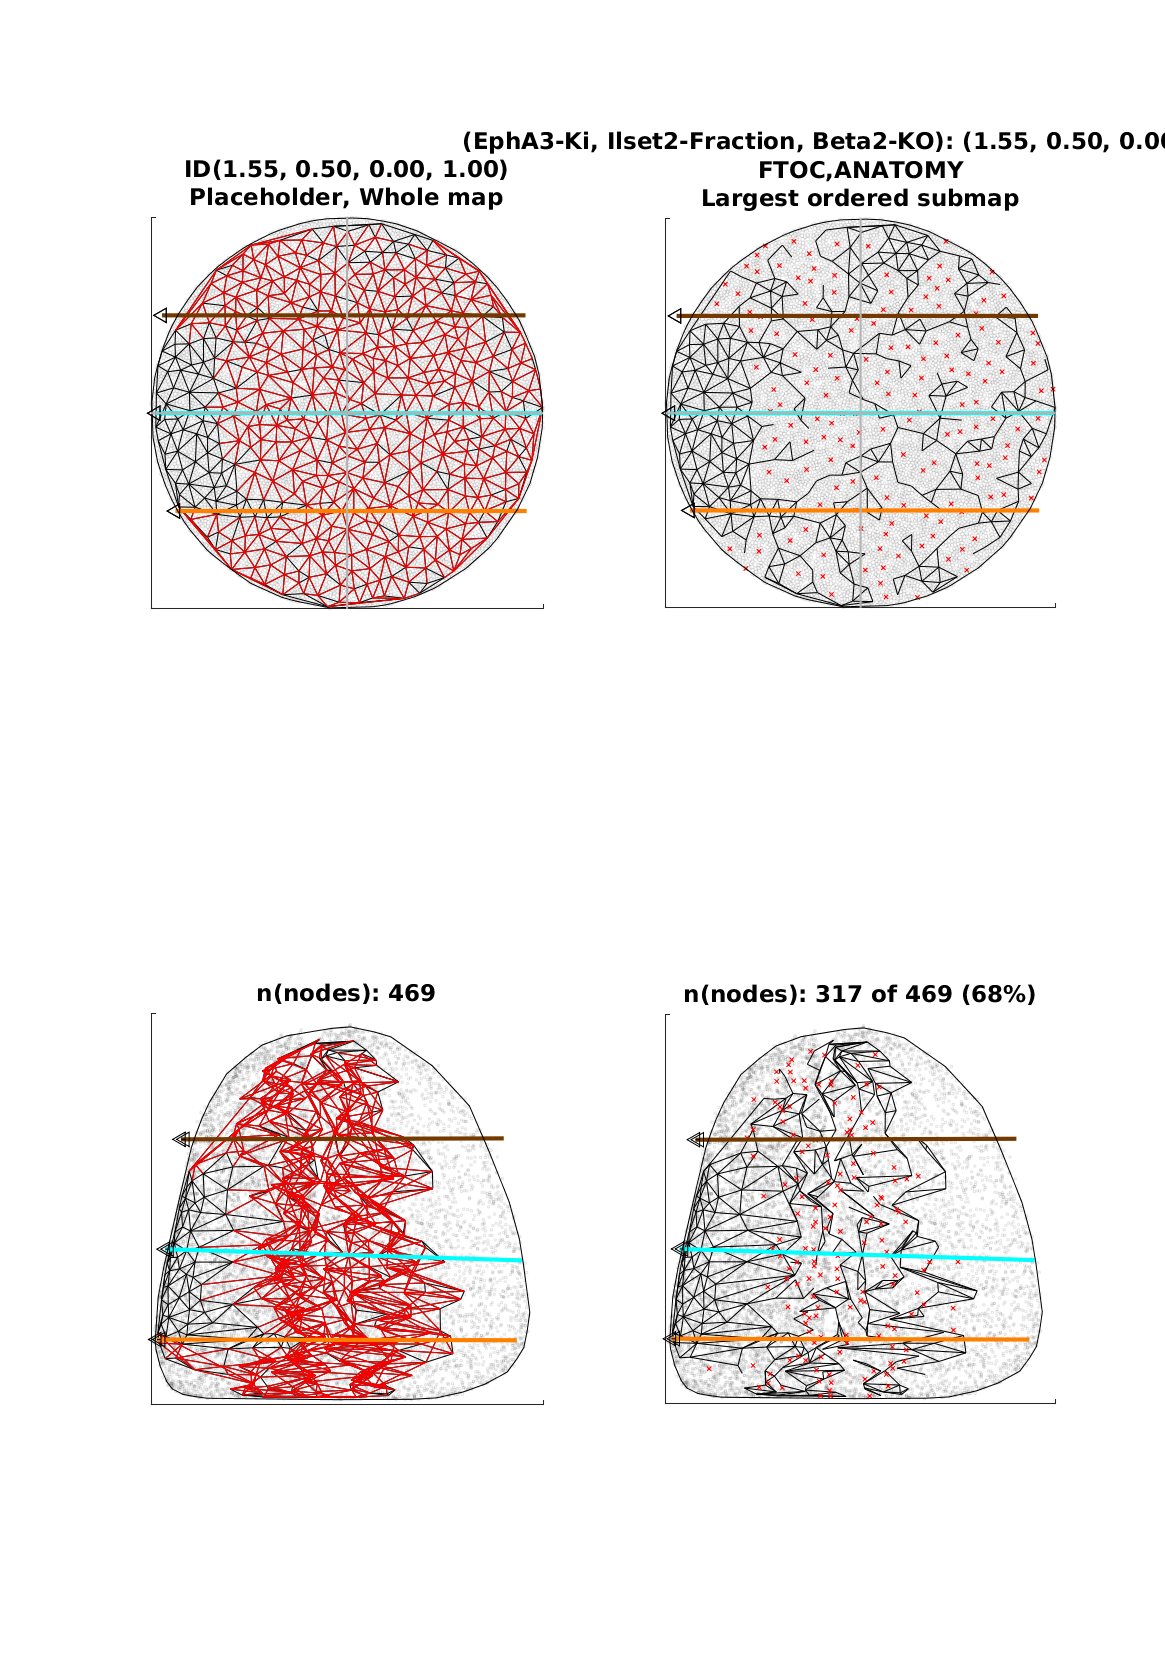 (EphA3-Ki, Ilset2-Fraction, Beta2-KO): (1.55, 0.50, 0.00
ID(1.55, 0.50, 0.00, 1.00)
Placeholder, Whole map
FTOC,ANATOMY
Largest ordered submap
n(nodes): 469
n(nodes): 317 of 469 (68%)